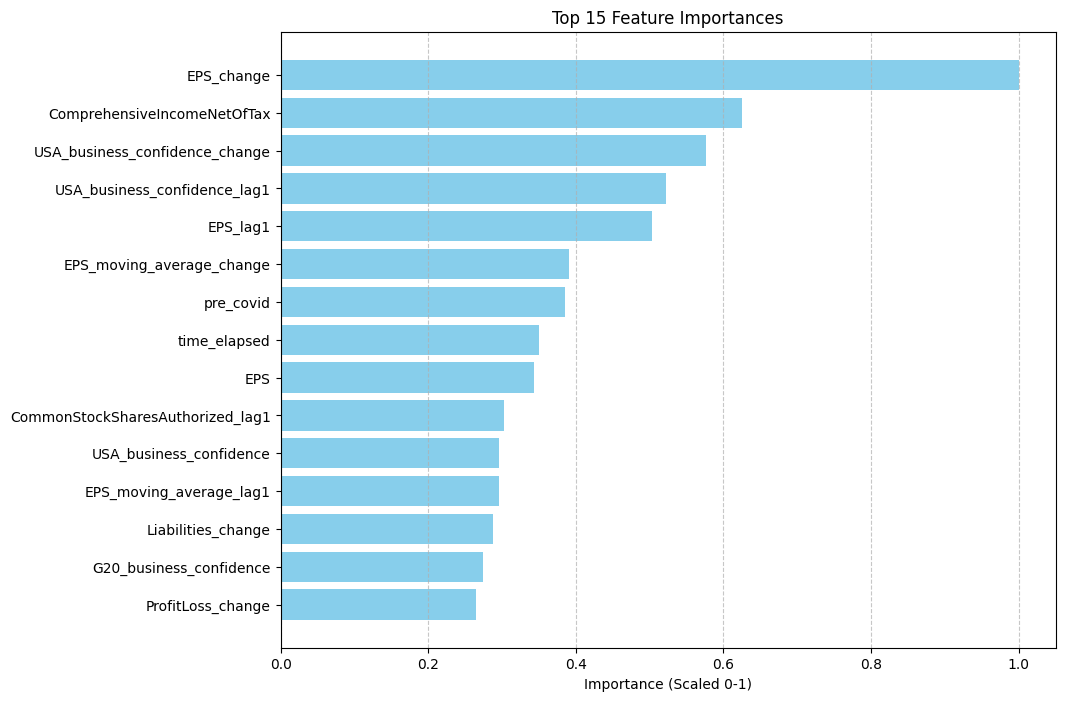 Top 15 Feature Importances
EPS_change
ComprehensiveIncomeNetOfTax
USA_business_confidence_change
USA_business_confidence_lag1
EPS_lag1
EPS_moving_average_change
pre_covid
time_elapsed
EPS
CommonStockSharesAuthorized_lag1
USA_business_confidence
EPS_moving_average_lag1
Liabilities_change
G20_business_confidence
ProfitLoss_change
0.0 0.2 0.4 0.6 0.8 1.0
Importance (Scaled 0-1)